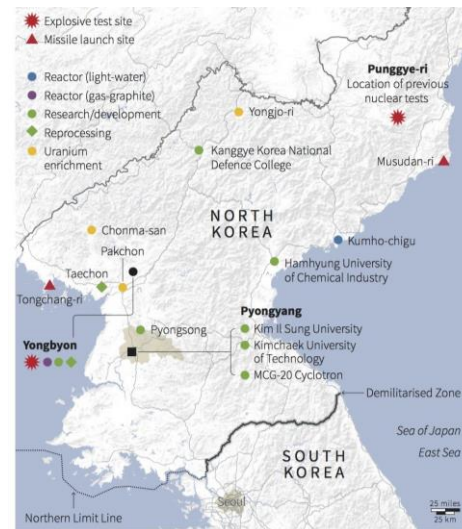 Explosive test site
Missile launch site
Reactor (light-water)
Reactor (gas-graphite)
Research/development
Reprocessing
Uranium
enrichment
Punggye-ri
Location of previous
nuclear tests
Yongjo-ri
Kanggye Korea National
Defence College
Musudan-ri
NORTH
KOREA
Chonma-san
Pakchon
Kumho-chigu
Taechon
Hamhyung University
of Chemical Industry
Tongchang-ri
Pyongyang
Kim Il Sung University
Kimchaek University
of Technology
MCG-20 Cyclotron
Pyongsong
Yongbyon
Demilitarised Zone
Sea of Japan
East Sea
SOUTH
KOREA
Northern Limit Line
Seoul
25 miles
25 km